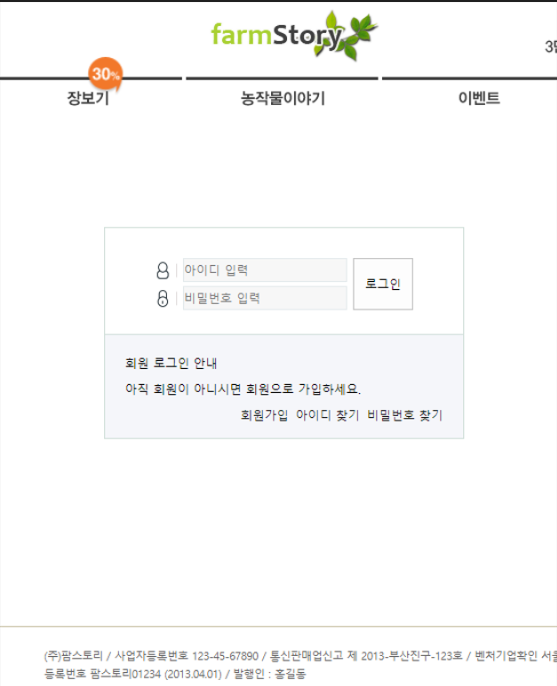 farmStory
30%
장보기 농작물이야기 이벤트
아이디 입력
비밀번호 입력
로그인
회원 로그인 안내
아직 회원이 아니시면 회원으로 가입하세요.
회원가입 아이디 찾기 비밀번호 찾기
(주)팜스토리 / 사업자등록번호 123-45-67890 / 통신판매업신고 제 2013-부산진구-123호 / 벤처기업확인 서울
등록번호 팜스토리01234 (2013.04.01) / 발행인 : 홍길동